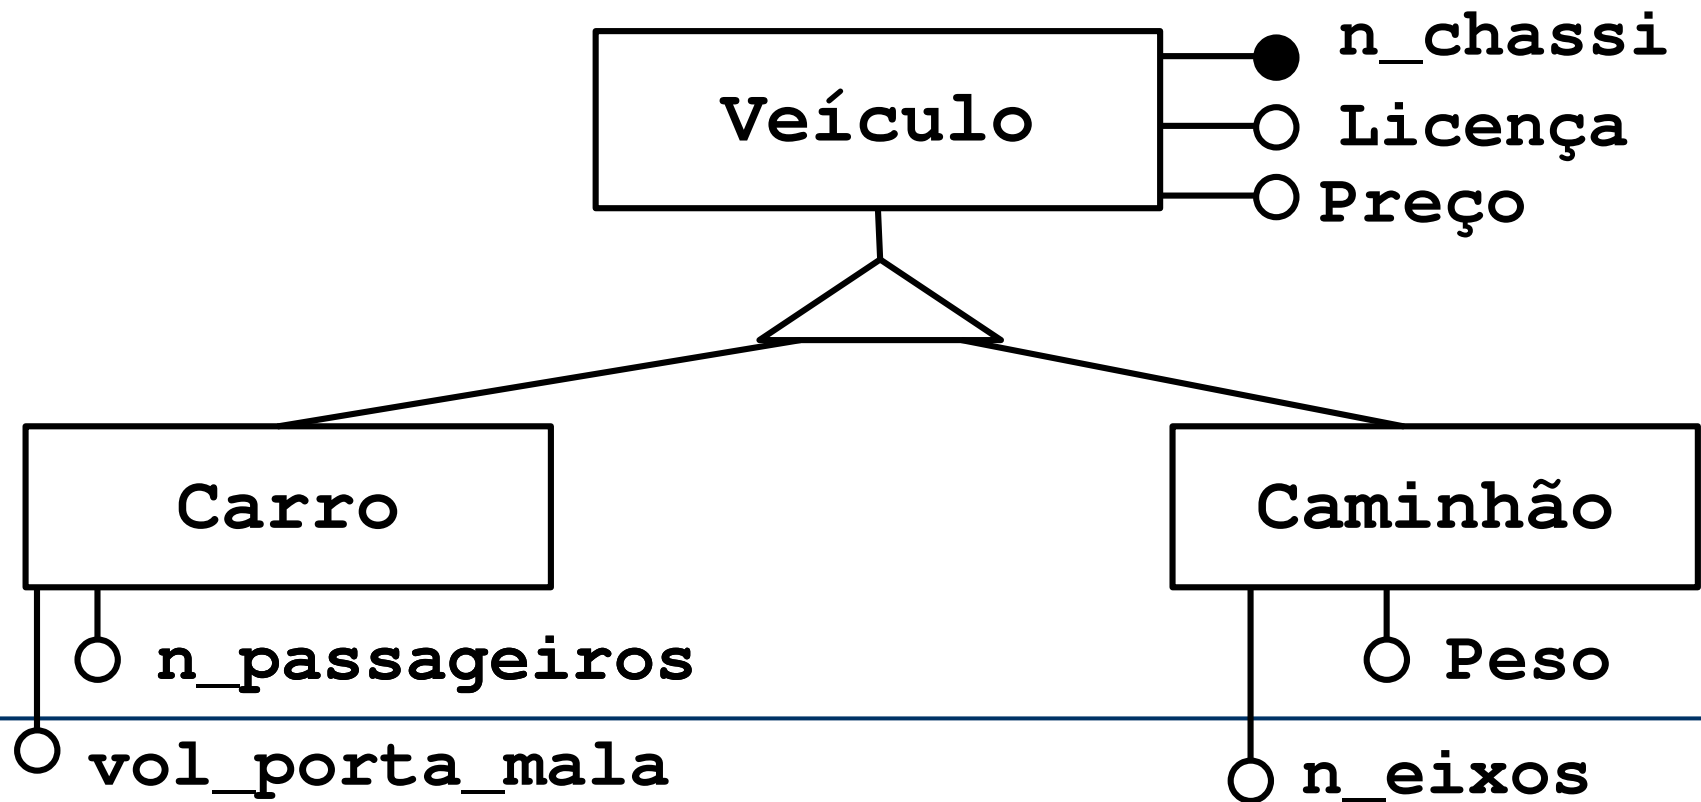 n_chassi
Veículo
Licença
Preço
Carro
Caminhão
n_passageiros
Peso
vol_porta_mala
n_eixos